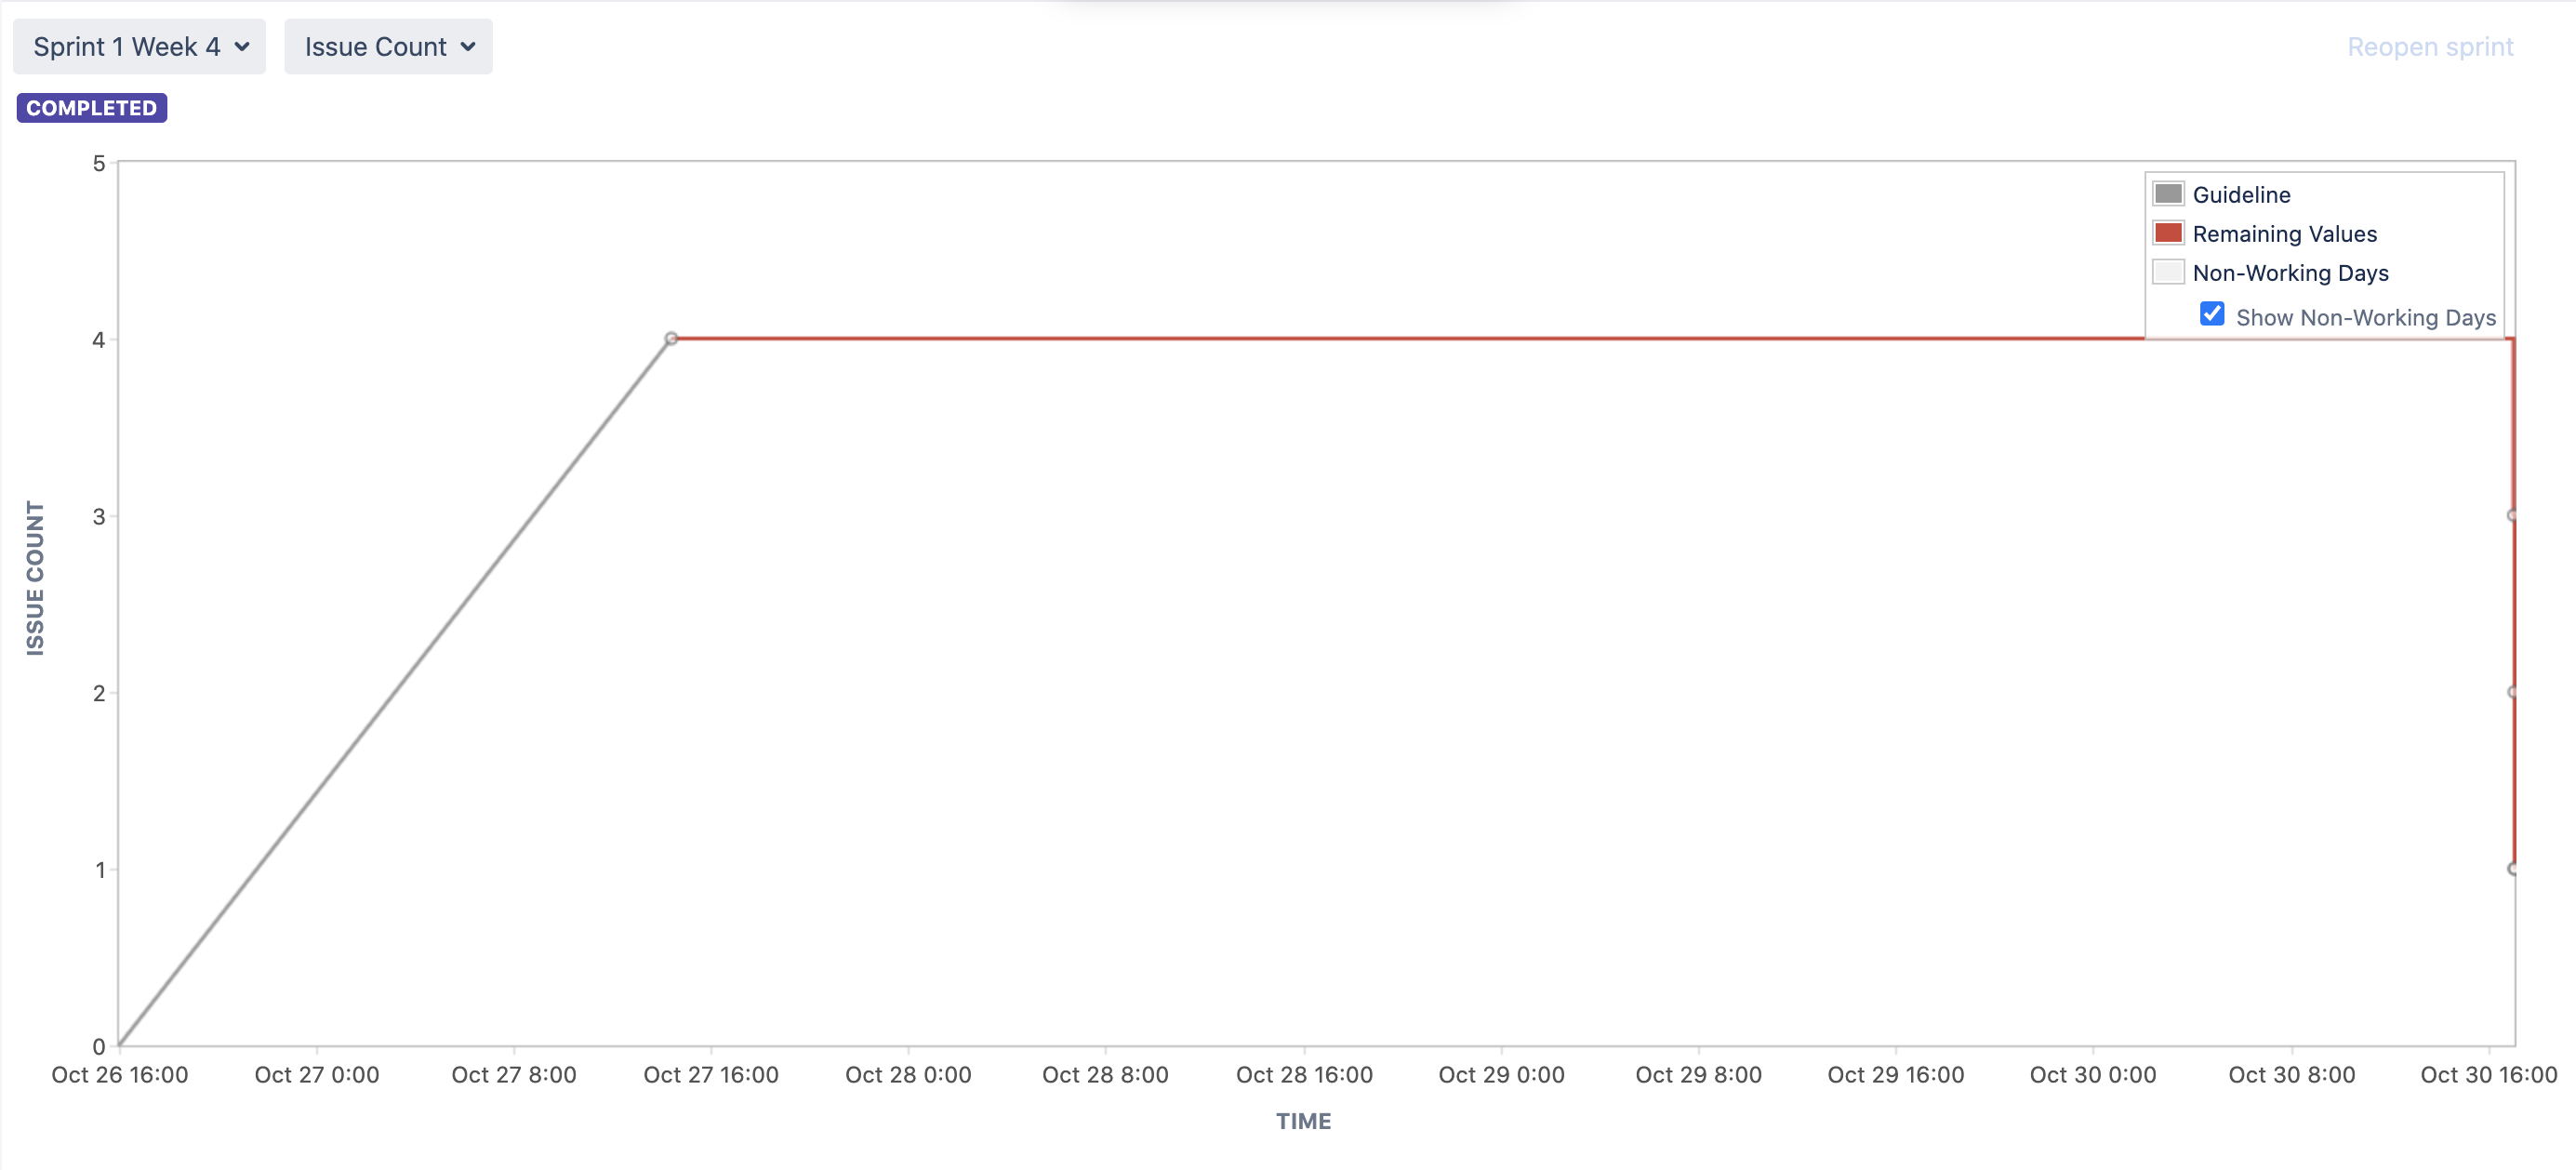 Sprint 1 Week 4
Issue Count
Reopen sprint
COMPLETED
Guideline
Remaining Values
Non-Working Days
Show Non-Working Days
5
4
3
2
1
0
ISSUE COUNT
Oct 26 16:00
Oct 27 0:00
Oct 27 8:00
Oct 27 16:00
Oct 28 0:00
Oct 28 8:00
Oct 28 16:00
Oct 29 0:00
Oct 29 8:00
Oct 29 16:00
Oct 30 0:00
Oct 30 8:00
Oct 30 16:00
TIME